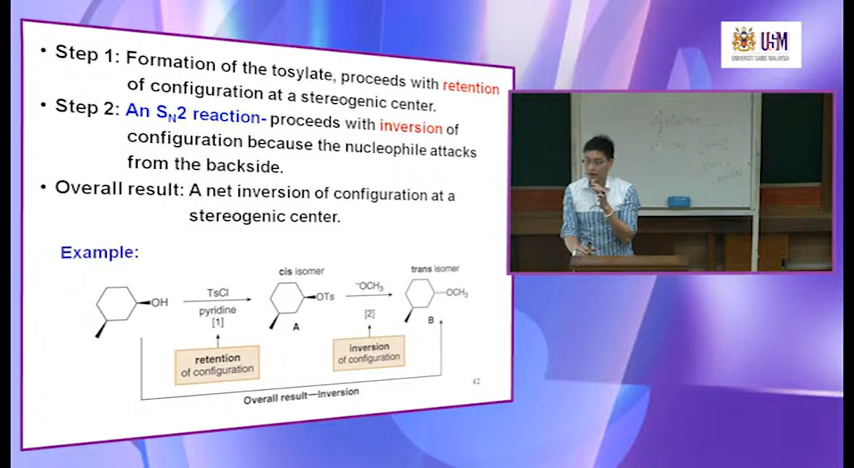 • Step 1: Formation of the tosylate, proceeds with retention
of configuration at a stereogenic center.
• Step 2: An SN2 reaction- proceeds with inversion of
configuration because the nucleophile attacks
from the backside.
• Overall result: A net inversion of configuration at a
stereogenic center.
Example:
OH
TsCl
pyridine
[1]
cis isomer
OTs
A
⁻OCH₃
[2]
trans isomer
OCH₃
B
retention
of configuration
inversion
of configuration
Overall result—Inversion
42
USM
UNIVERSITI SAINS MALAYSIA